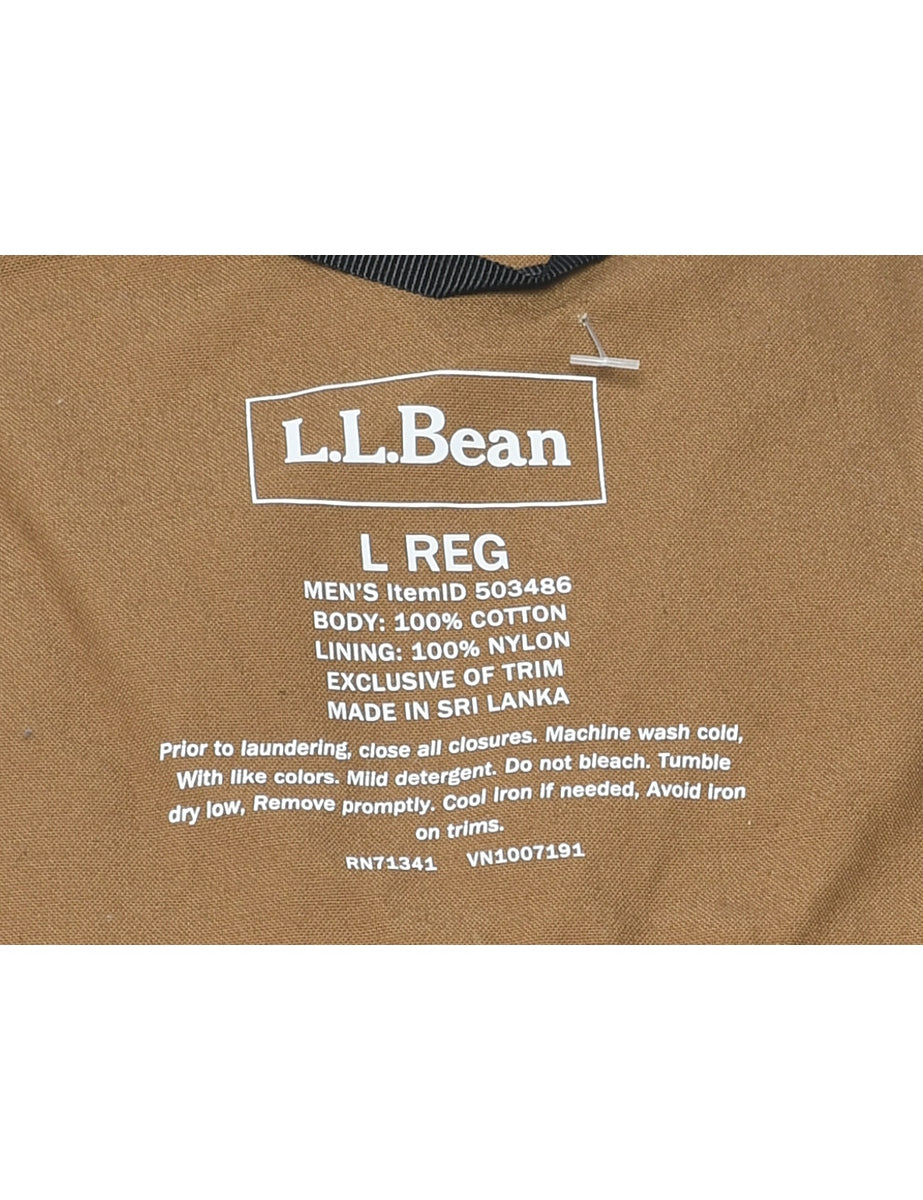 L.L.Bean
L REG
MEN'S ItemID 503486
BODY: 100% COTTON
LINING: 100% NYLON
EXCLUSIVE OF TRIM
MADE IN SRI LANKA
Prior to laundering, close all closures. Machine wash cold,
With like colors. Mild detergent. Do not bleach. Tumble
dry low, Remove promptly. Cool iron if needed, Avoid iron
on trims.
RN71341 VN1007191